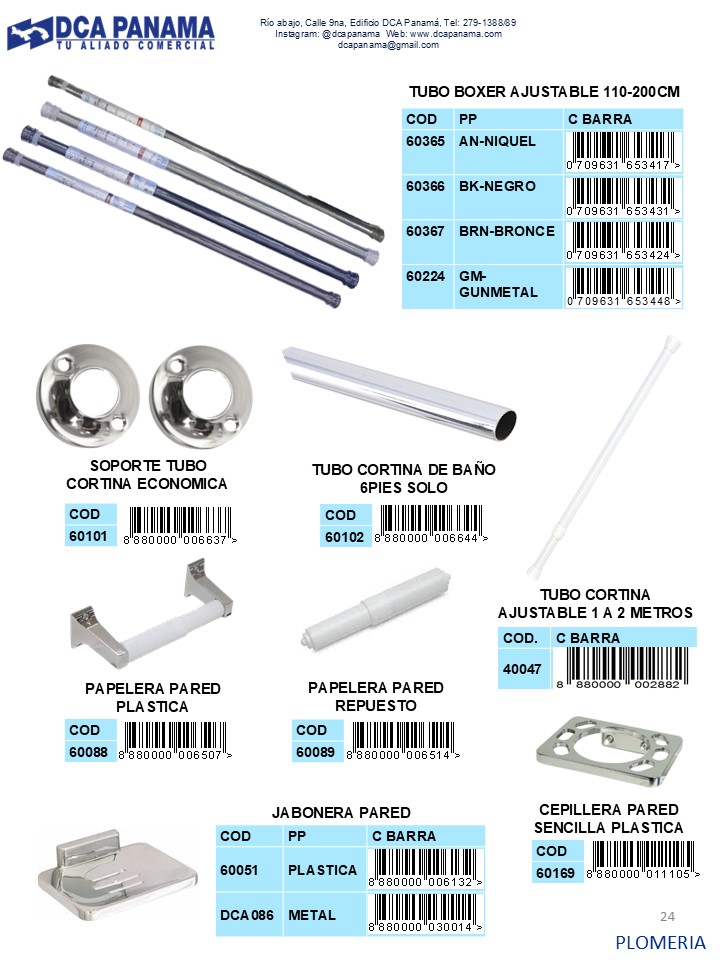 DCA PANAMA
TU ALIADO COMERCIAL
Río abajo, Calle 9na, Edificio DCA Panamá, Tel: 279-1388/89
Instagram: @dcapanama Web: www.dcapanama.com
dcapanama@gmail.com
TUBO BOXER AJUSTABLE 110-200CM
COD PP C BARRA
60365 AN-NIQUEL
0 709631 653417>
60366 BK-NEGRO
0 709631 653431>
60367 BRN-BRONCE
0 709631 653424>
60224 GM-
GUNMETAL
0 709631 653448>
SOPORTE TUBO
CORTINA ECONOMICA
COD
60101
8 880000 006637>
TUBO CORTINA DE BAÑO
6PIES SOLO
COD
60102
8 880000 006644>
TUBO CORTINA
AJUSTABLE 1 A 2 METROS
COD. C BARRA
40047
8 880000 002882
PAPELERA PARED
PLASTICA
COD
60088
8 880000 006507>
PAPELERA PARED
REPUESTO
COD
60089
8 880000 006514>
JABONERA PARED
COD PP C BARRA
60051 PLASTICA
8 880000 006132>
DCA086 METAL
8 880000 030014>
CEPILLERA PARED
SENCILLA PLASTICA
COD
60169
8 880000 011105>
24
PLOMERIA